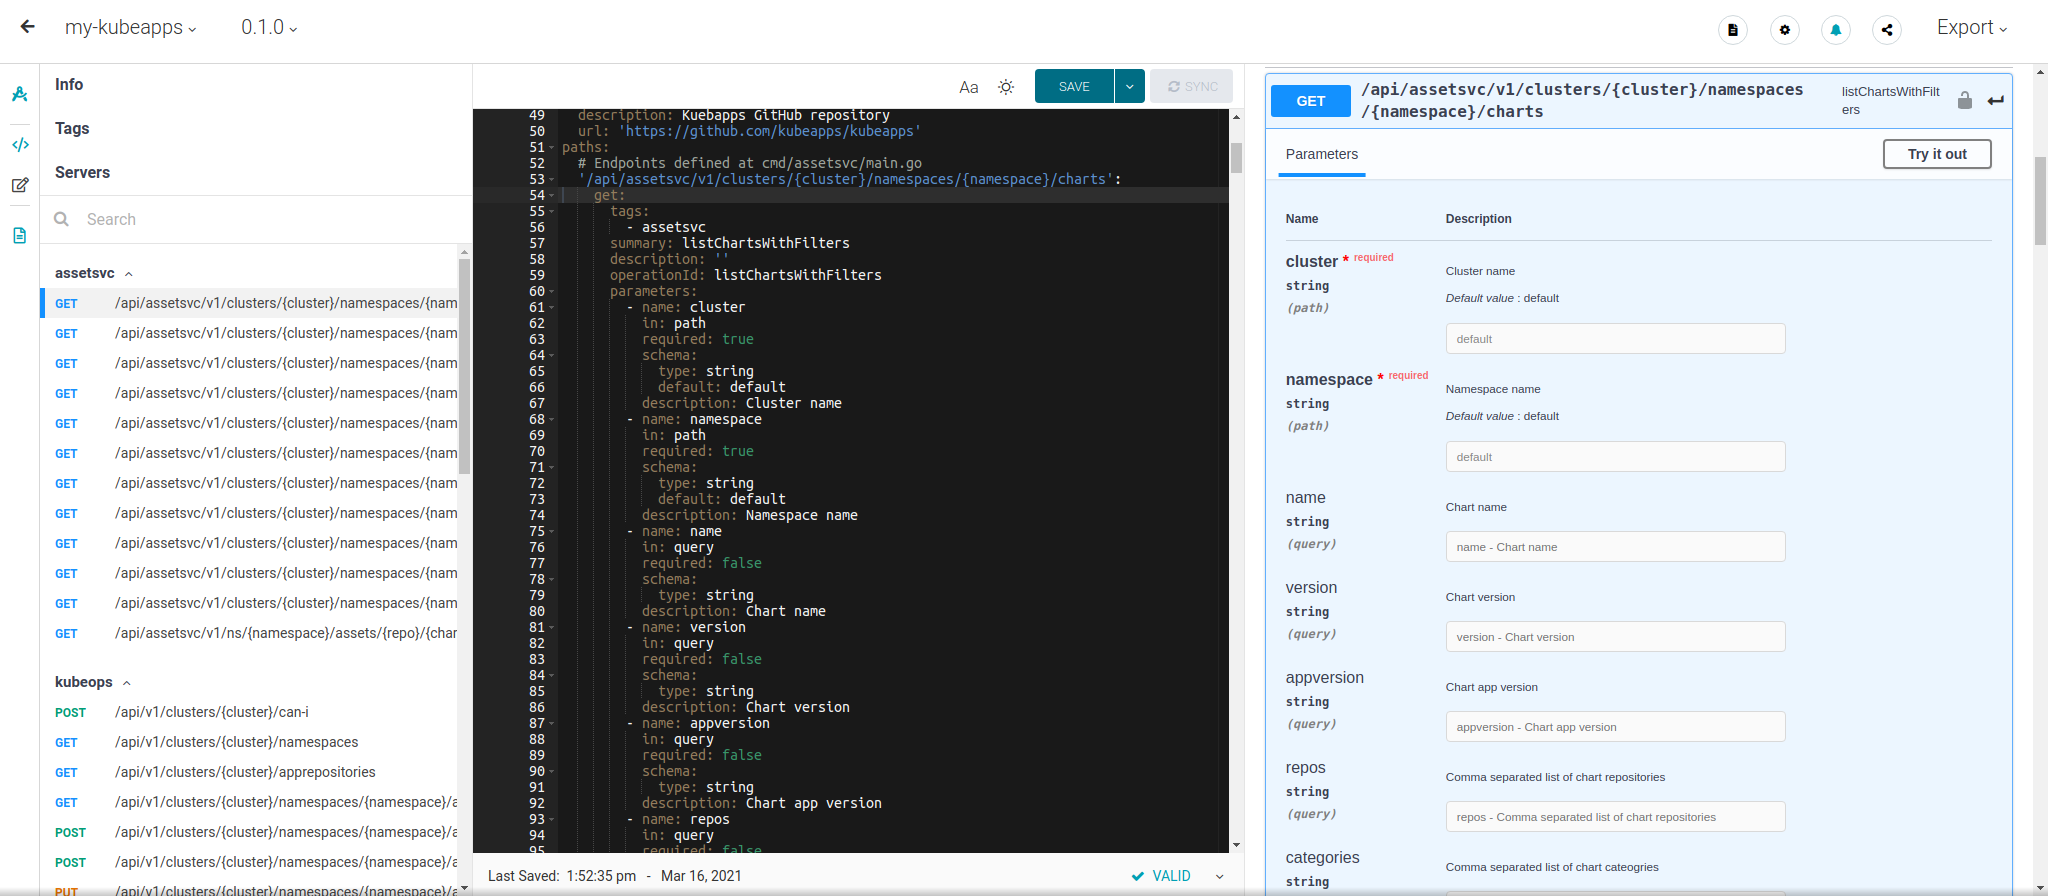 my-kubeapps
0.1.0
Export
Info
Tags
Servers
Search
assetsvc
GET /api/assetsvc/v1/clusters/{cluster}/namespaces/{nam
GET /api/assetsvc/v1/clusters/{cluster}/namespaces/{nam
GET /api/assetsvc/v1/clusters/{cluster}/namespaces/{nam
GET /api/assetsvc/v1/clusters/{cluster}/namespaces/{nam
GET /api/assetsvc/v1/clusters/{cluster}/namespaces/{nam
GET /api/assetsvc/v1/clusters/{cluster}/namespaces/{nam
GET /api/assetsvc/v1/clusters/{cluster}/namespaces/{nam
GET /api/assetsvc/v1/clusters/{cluster}/namespaces/{nam
GET /api/assetsvc/v1/clusters/{cluster}/namespaces/{nam
GET /api/assetsvc/v1/clusters/{cluster}/namespaces/{nam
GET /api/assetsvc/v1/clusters/{cluster}/namespaces/{nam
GET /api/assetsvc/v1/ns/{namespace}/assets/{repo}/{char
kubeops
POST /api/v1/clusters/{cluster}/can-i
GET /api/v1/clusters/{cluster}/namespaces
GET /api/v1/clusters/{cluster}/apprepositories
GET /api/v1/clusters/{cluster}/namespaces/{namespace}/a
POST /api/v1/clusters/{cluster}/namespaces/{namespace}/a
POST /api/v1/clusters/{cluster}/namespaces/{namespace}/a
PUT /api/v1/clusters/{cluster}/namespaces/{namespace}/a
Aa
SAVE
SYNC
49 description: Kuebapps GitHub repository
50 url: 'https://github.com/kubeapps/kubeapps'
51 paths:
52 # Endpoints defined at cmd/assetsvc/main.go
53 '/api/assetsvc/v1/clusters/{cluster}/namespaces/{namespace}/charts':
54 get:
55 tags:
56 - assetsvc
57 summary: listChartsWithFilters
58 description: ''
59 operationId: listChartsWithFilters
60 parameters:
61 - name: cluster
62 in: path
63 required: true
64 schema:
65 type: string
66 default: default
67 description: Cluster name
68 - name: namespace
69 in: path
70 required: true
71 schema:
72 type: string
73 default: default
74 description: Namespace name
75 - name: name
76 in: query
77 required: false
78 schema:
79 type: string
80 description: Chart name
81 - name: version
82 in: query
83 required: false
84 schema:
85 type: string
86 description: Chart version
87 - name: appversion
88 in: query
89 required: false
90 schema:
91 type: string
92 description: Chart app version
93 - name: repos
94 in: query
95 required: false
Last Saved: 1:52:35 pm - Mar 16, 2021
VALID
GET
/api/assetsvc/v1/clusters/{cluster}/namespaces
/{namespace}/charts
listChartsWithFilt
ers
Parameters
Try it out
Name Description
cluster * required
string
(path)
Cluster name
Default value : default
default
namespace * required
string
(path)
Namespace name
Default value : default
default
name
string
(query)
Chart name
name - Chart name
version
string
(query)
Chart version
version - Chart version
appversion
string
(query)
Chart app version
appversion - Chart app version
repos
string
(query)
Comma separated list of chart repositories
repos - Comma separated list of chart repositories
categories
string
Comma separated list of chart cateogries